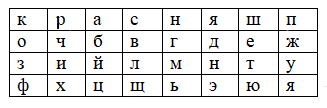 к р а с н я ш п
о ч б в г д е ж
з и й л м н т у
ф х ц щ ь э ю я